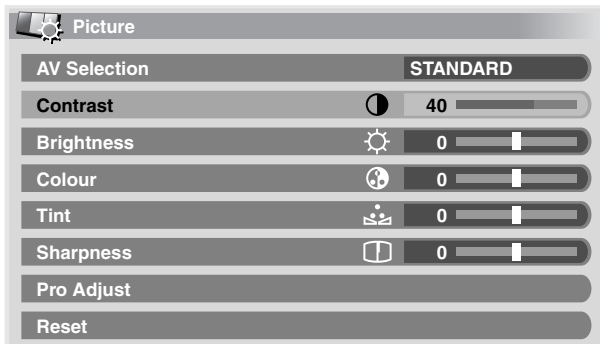 Picture
AV Selection STANDARD
Contrast 40
Brightness 0
Colour 0
Tint 0
Sharpness 0
Pro Adjust
Reset